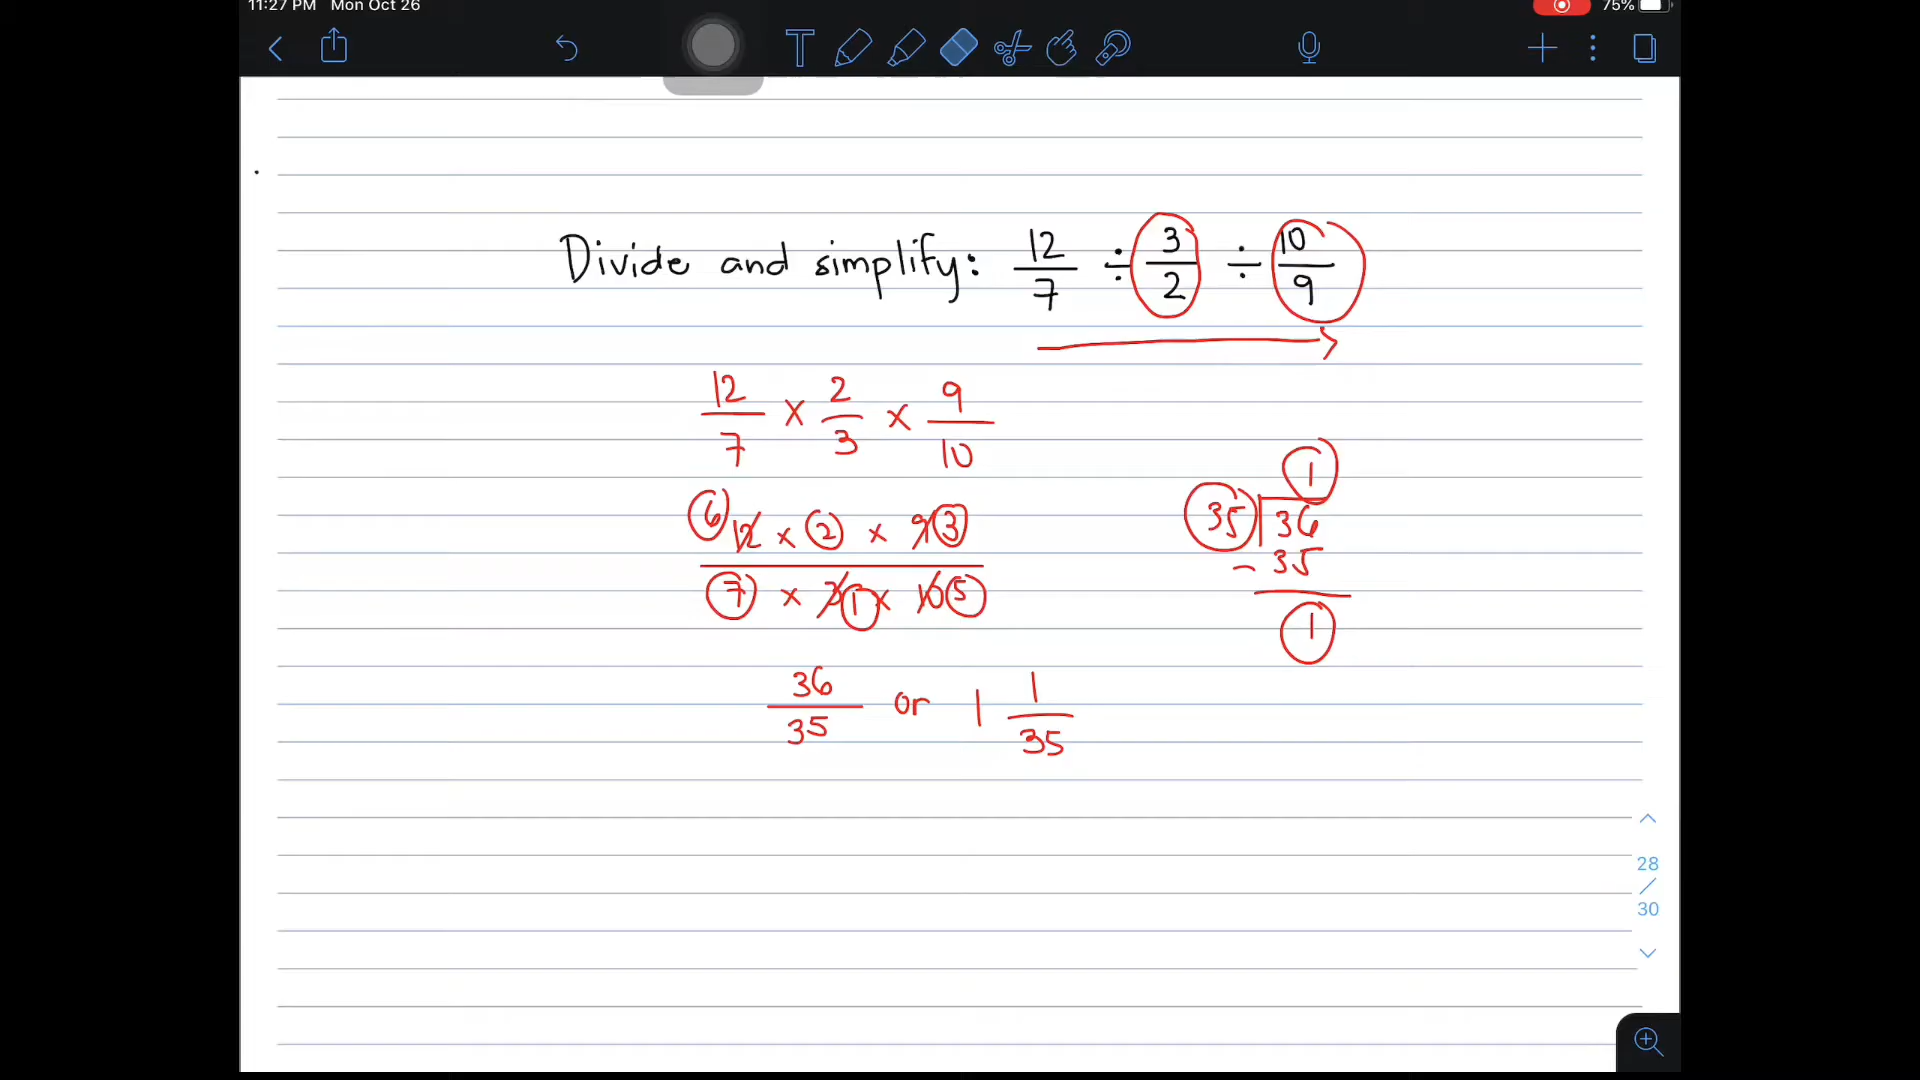 11:27 PM Mon Oct 26 75%
Divide and simplify: 12/7 ÷ 3/2 ÷ 10/9
12/7 x 2/3 x 9/10
6 12 x 2 x 9 3
7 x 3 1 x 10 5
1
35 36
- 35
1
36/35 or 1 1/35
28
/
30